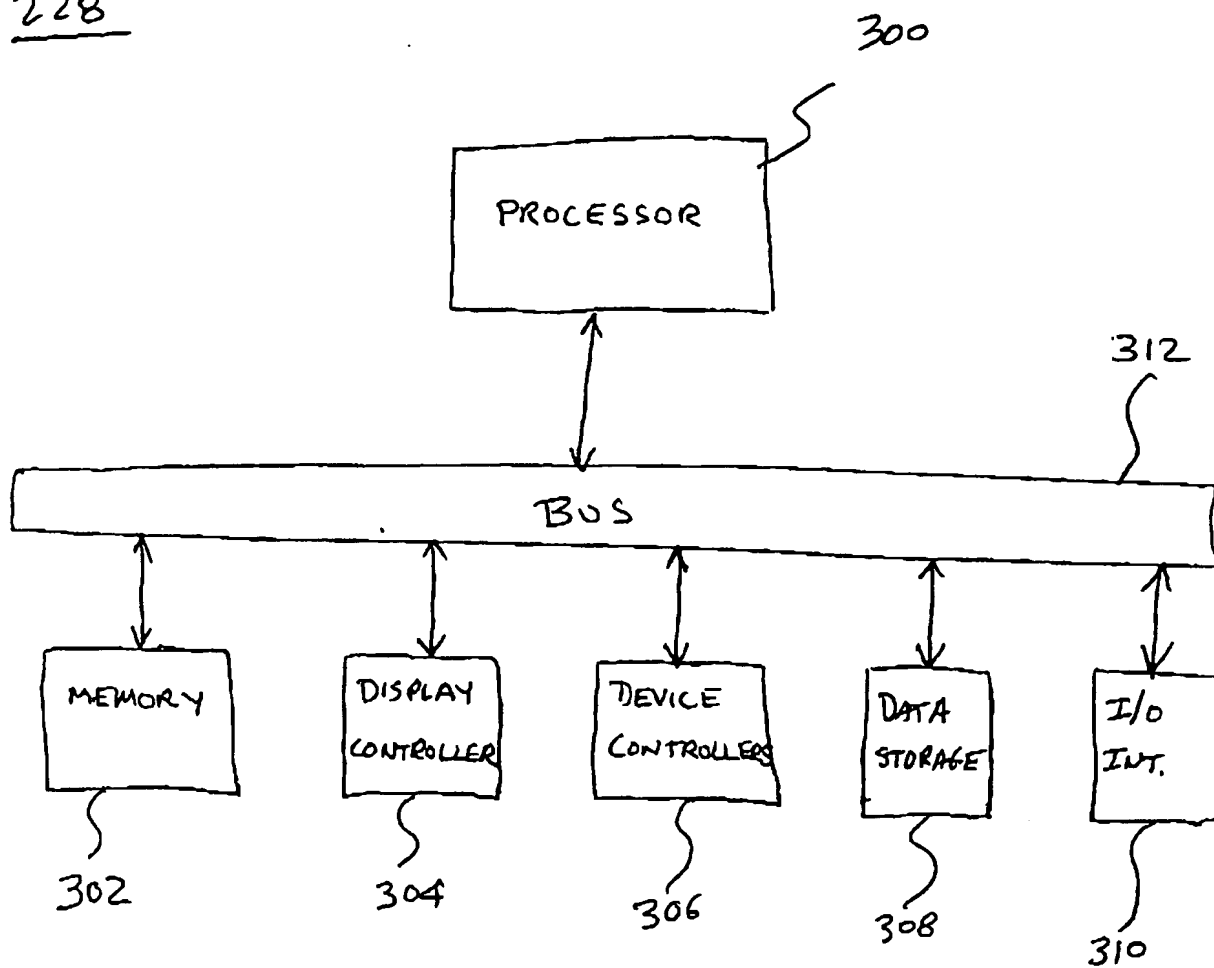 228
300
PROCESSOR
312
BUS
MEMORY
DISPLAY
CONTROLLER
DEVICE
CONTROLLERS
DATA
STORAGE
I/O
INT.
302
304
306
308
310